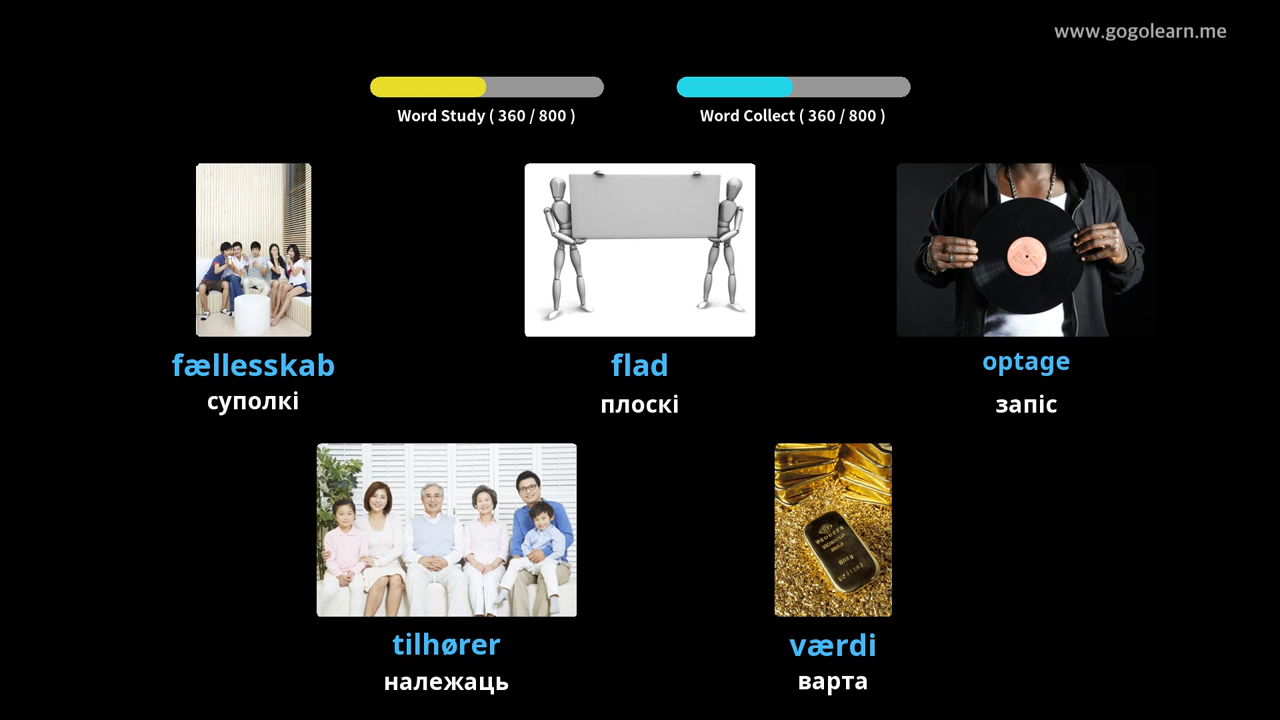 www.gogolearn.me
Word Study ( 360 / 800 )
Word Collect ( 360 / 800 )
fællesskab
суполкі
flad
плоскі
optage
запіс
tilhører
належаць
værdi
варта